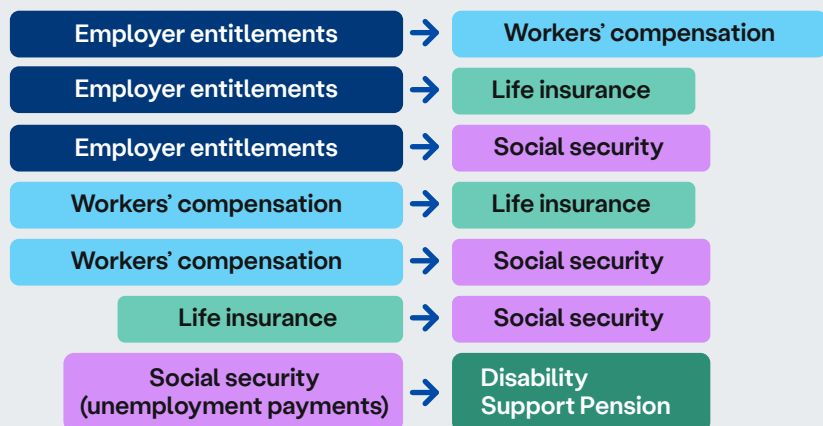 Employer entitlements → Workers’ compensation
Employer entitlements → Life insurance
Employer entitlements → Social security
Workers’ compensation → Life insurance
Workers’ compensation → Social security
Life insurance → Social security
Social security
(unemployment payments) → Disability
Support Pension